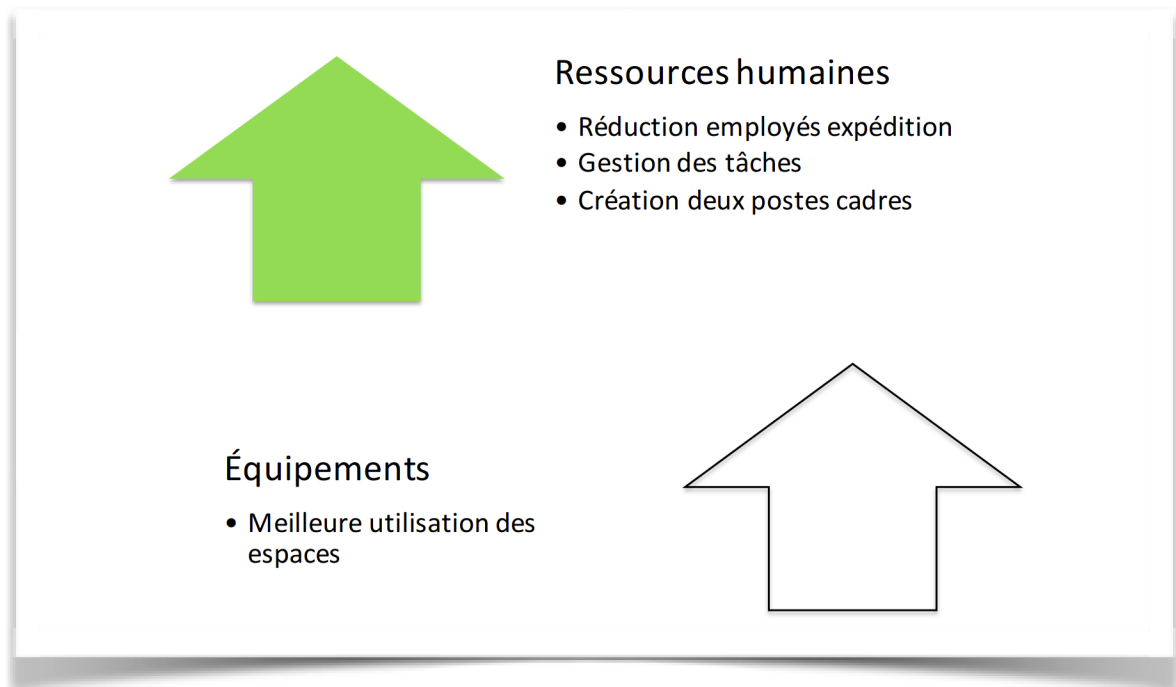 Ressources humaines
• Réduction employés expédition
• Gestion des tâches
• Création deux postes cadres
Équipements
• Meilleure utilisation des
espaces